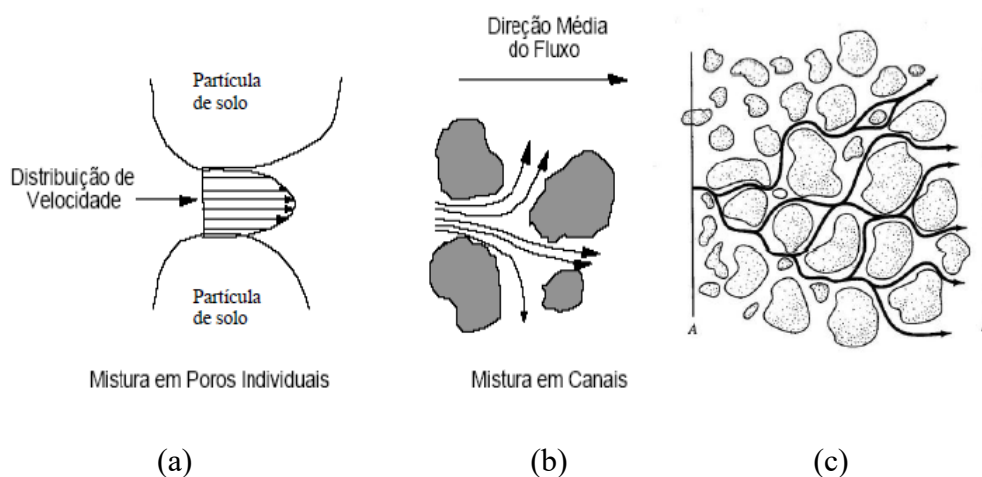 Partícula
de solo
Distribuição de
Velocidade
Partícula
de solo
Mistura em Poros Individuais
Direção Média
do Fluxo
Mistura em Canais
A
(a)
(b)
(c)